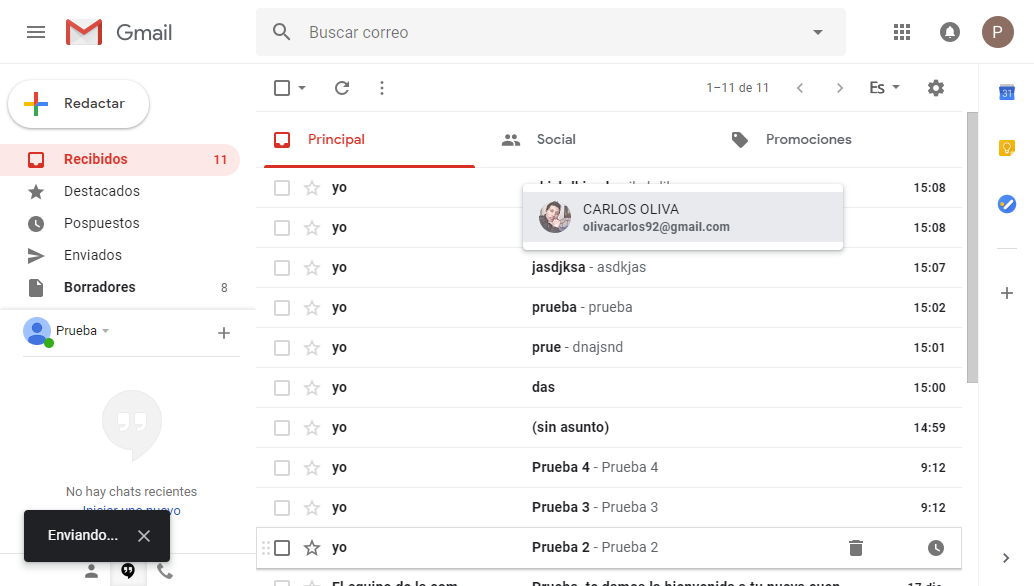 Gmail
Buscar correo
P
Redactar
1–11 de 11
Es
31
Recibidos 11
Destacados
Pospuestos
Enviados
Borradores 8
Prueba
No hay chats recientes
Iniciar uno nuevo
Enviando...
Principal Social Promociones
yo 15:08
CARLOS OLIVA
olivacarlos92@gmail.com
yo 15:08
yo jasdjksa - asdkjas 15:07
yo prueba - prueba 15:02
yo prue - dnajsnd 15:01
yo das 15:00
yo (sin asunto) 14:59
yo Prueba 4 - Prueba 4 9:12
yo Prueba 3 - Prueba 3 9:12
yo Prueba 2 - Prueba 2
El equipo de la com. Prueba, te damos la bienvenida a tu nueva cuen 17 dic.